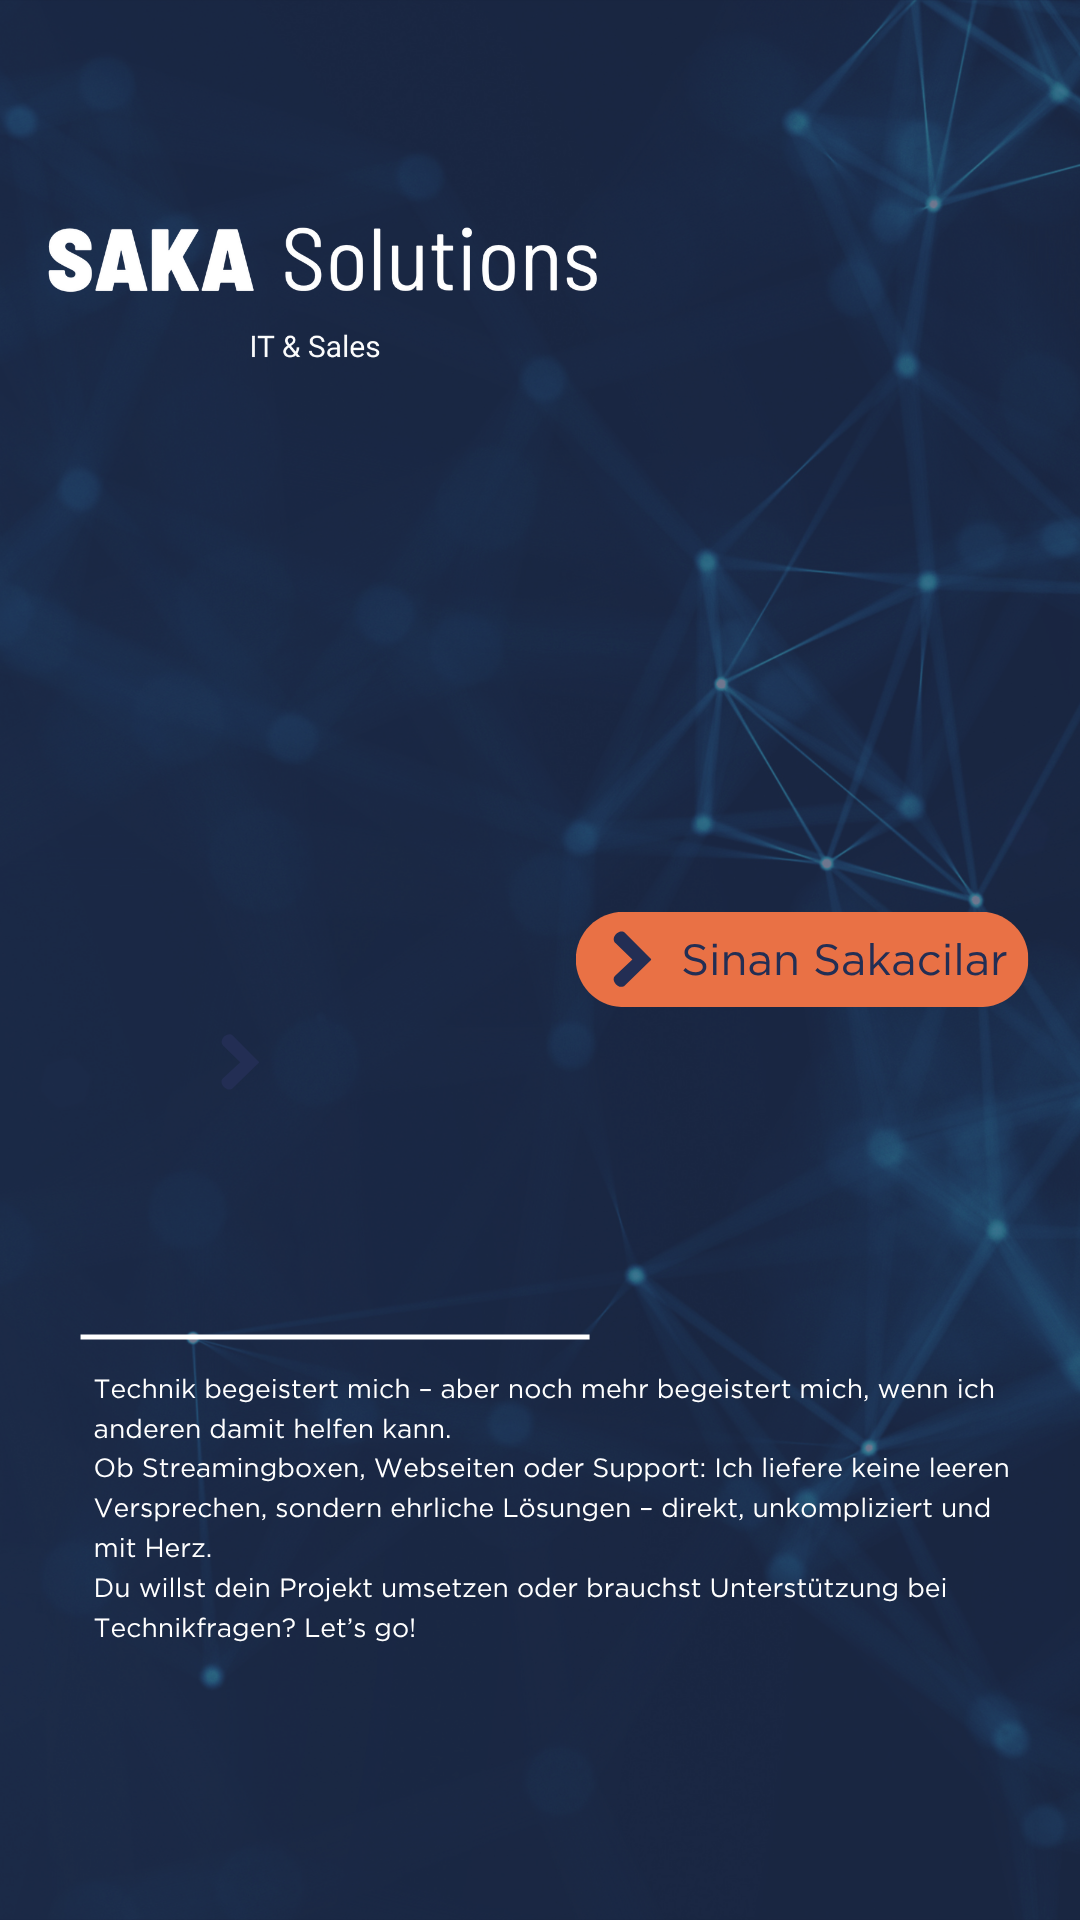 SAKA Solutions
IT & Sales
Sinan Sakacilar
Technik begeistert mich – aber noch mehr begeistert mich, wenn ich
anderen damit helfen kann.
Ob Streamingboxen, Webseiten oder Support: Ich liefere keine leeren
Versprechen, sondern ehrliche Lösungen – direkt, unkompliziert und
mit Herz.
Du willst dein Projekt umsetzen oder brauchst Unterstützung bei
Technikfragen? Let’s go!